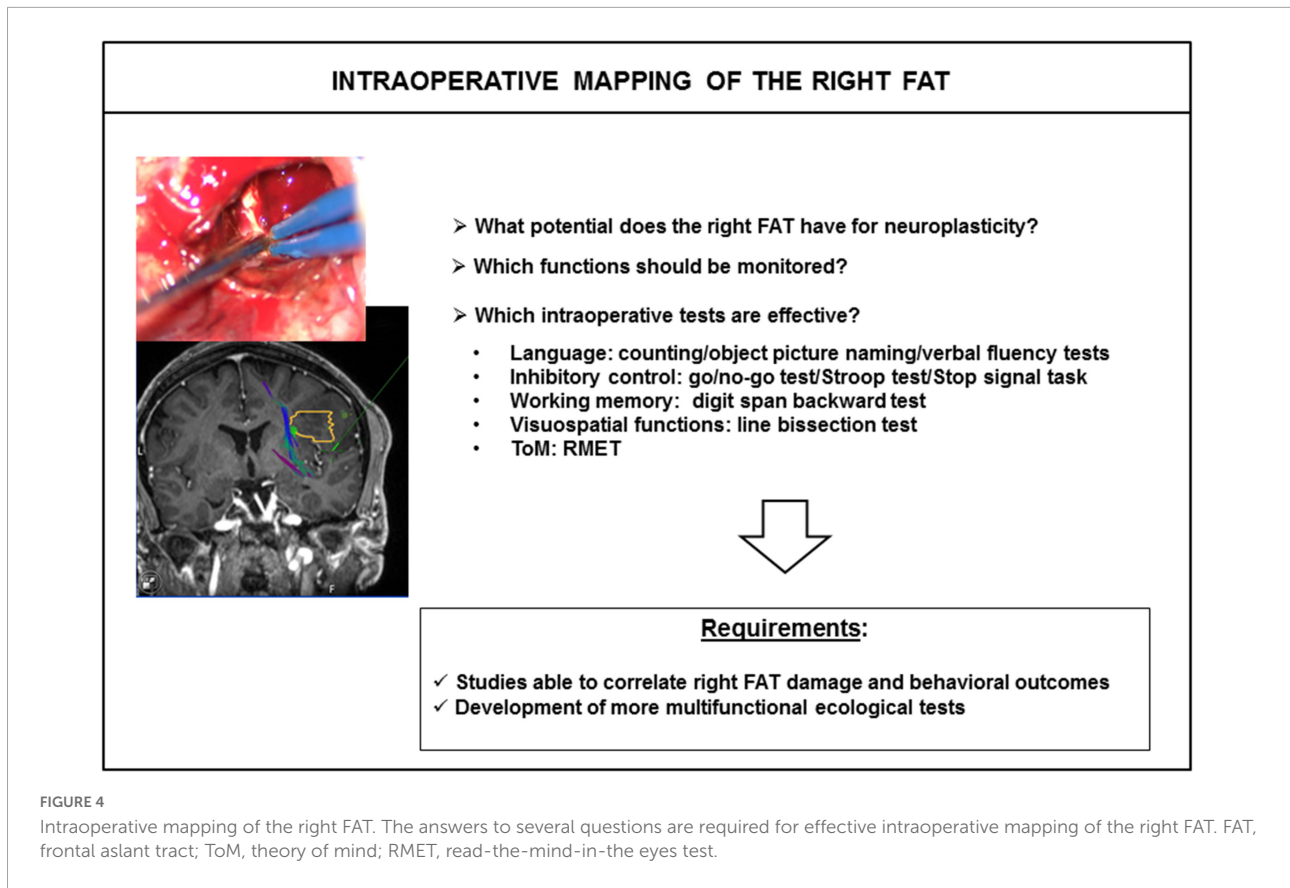 INTRAOPERATIVE MAPPING OF THE RIGHT FAT
➢ What potential does the right FAT have for neuroplasticity?
➢ Which functions should be monitored?
➢ Which intraoperative tests are effective?
• Language: counting/object picture naming/verbal fluency tests
• Inhibitory control: go/no-go test/Stroop test/Stop signal task
• Working memory: digit span backward test
• Visuospatial functions: line bissection test
• ToM: RMET
L
F
Requirements:
✓ Studies able to correlate right FAT damage and behavioral outcomes
✓ Development of more multifunctional ecological tests
FIGURE 4
Intraoperative mapping of the right FAT. The answers to several questions are required for effective intraoperative mapping of the right FAT. FAT,
frontal aslant tract; ToM, theory of mind; RMET, read-the-mind-in-the eyes test.